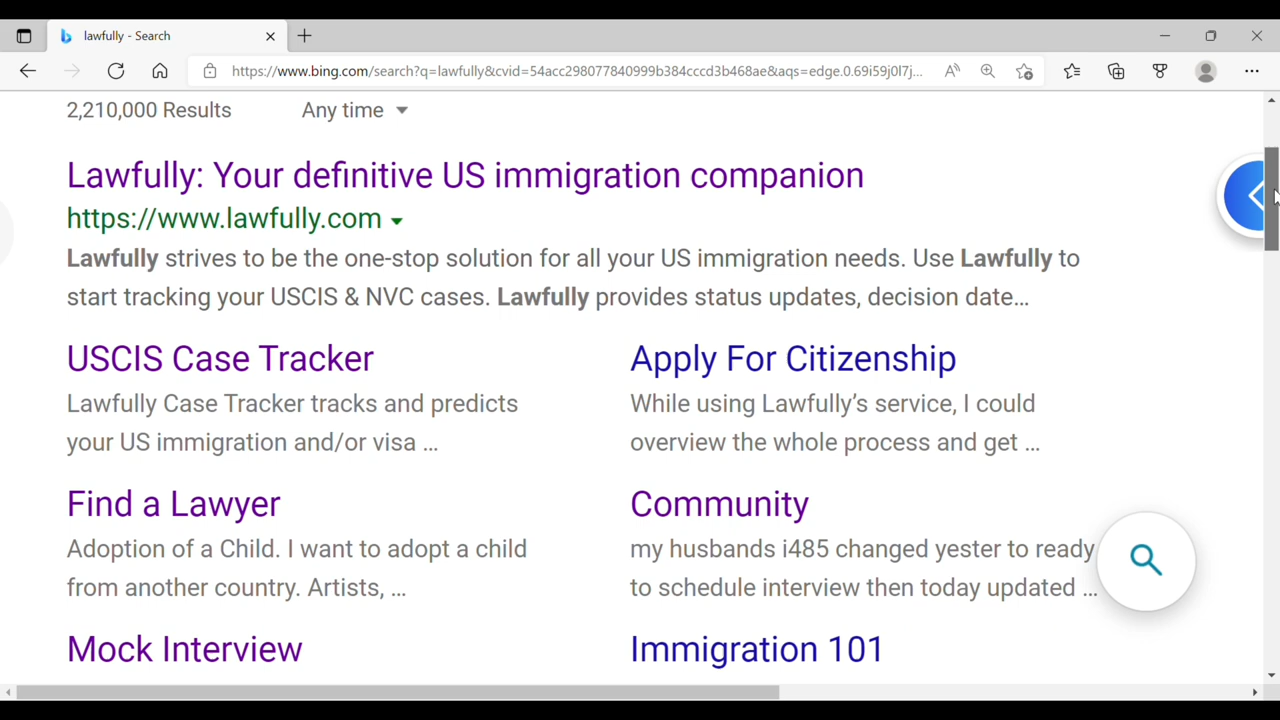 lawfully - Search
https://www.bing.com/search?q=lawfully&cvid=54acc298077840999b384cccd3b468ae&aqs=edge.0.69i59j0l7j...
2,210,000 Results Any time
Lawfully: Your definitive US immigration companion
https://www.lawfully.com
Lawfully strives to be the one-stop solution for all your US immigration needs. Use Lawfully to
start tracking your USCIS & NVC cases. Lawfully provides status updates, decision date...
USCIS Case Tracker
Lawfully Case Tracker tracks and predicts
your US immigration and/or visa ...
Apply For Citizenship
While using Lawfully's service, I could
overview the whole process and get ...
Find a Lawyer
Adoption of a Child. I want to adopt a child
from another country. Artists, ...
Community
my husbands i485 changed yester to ready
to schedule interview then today updated ...
Mock Interview
Immigration 101